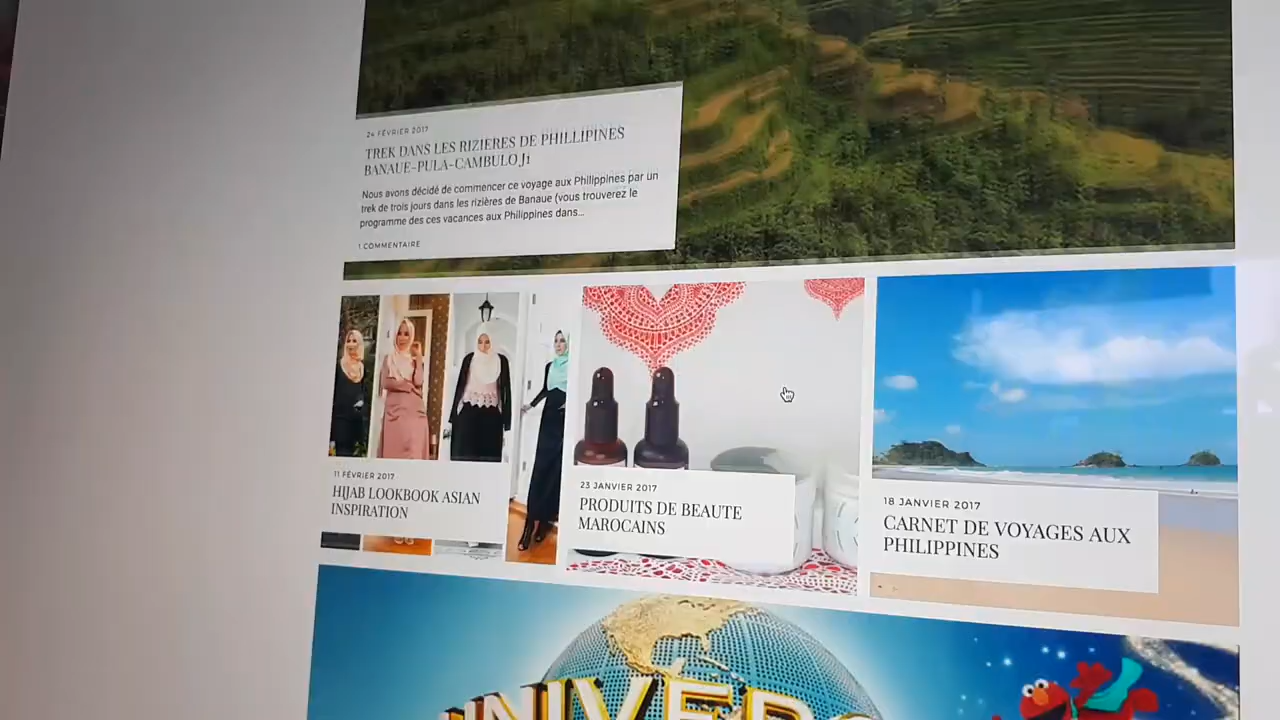 24 FÉVRIER 2017
TREK DANS LES RIZIERES DE PHILLIPINES
BANAUE-PULA-CAMBULO J1
Nous avons décidé de commencer ce voyage aux Philippines par un
trek de trois jours dans les rizières de Banaue (vous trouverez le
programme des ces vacances aux Philippines dans...
1 COMMENTAIRE
11 FÉVRIER 2017
HIJAB LOOKBOOK ASIAN
INSPIRATION
23 JANVIER 2017
PRODUITS DE BEAUTE
MAROCAINS
18 JANVIER 2017
CARNET DE VOYAGES AUX
PHILIPPINES